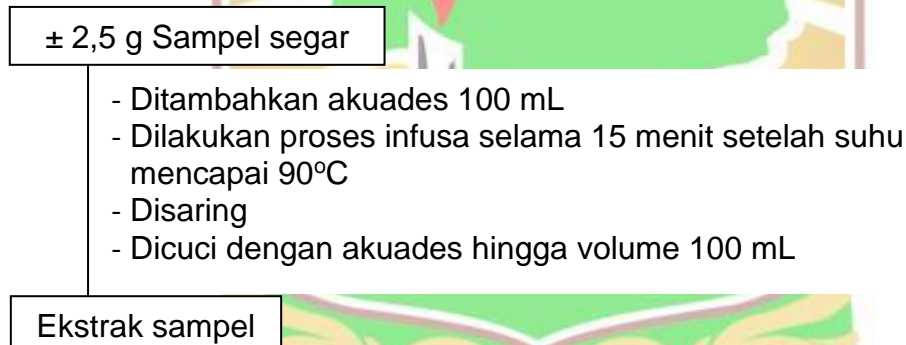 ± 2,5 g Sampel segar
- Ditambahkan akuades 100 mL
- Dilakukan proses infusa selama 15 menit setelah suhu
mencapai 90°C
- Disaring
- Dicuci dengan akuades hingga volume 100 mL
Ekstrak sampel